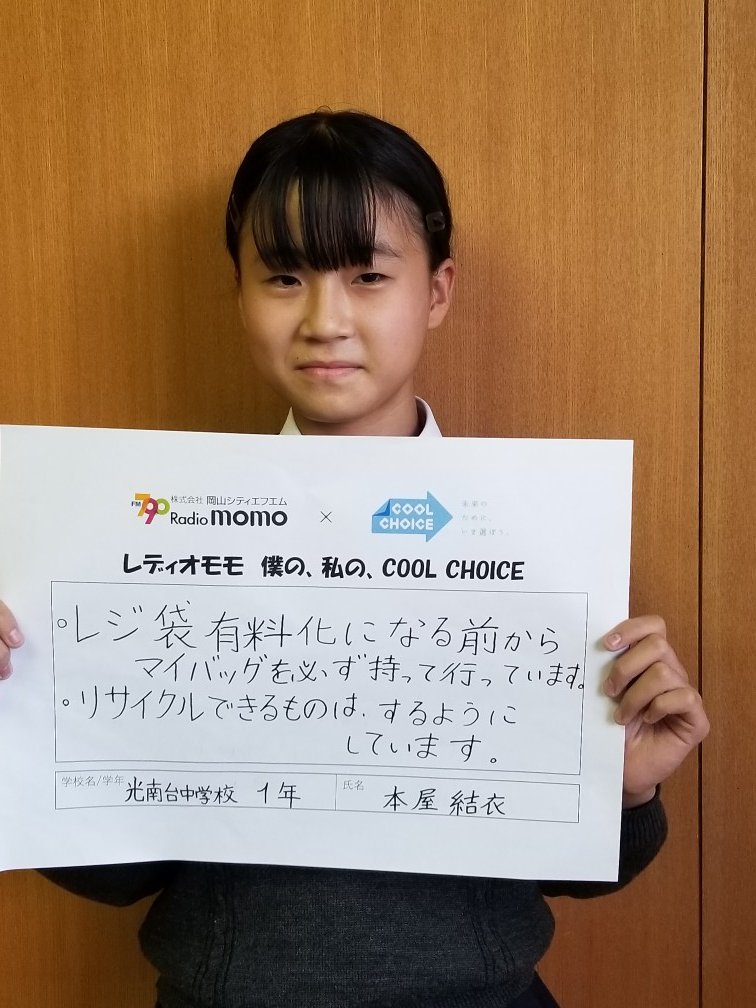 FM790 株式会社 岡山シティエフエム
Radio momo × COOL CHOICE 未来の ために、 いま選ぼう。
レディオモモ 僕の、私の、COOL CHOICE
○レジ袋有料化になる前から
マイバッグを必ず持って行っています。
○リサイクルできるものは、するように
しています。
学校名/学年 光南台中学校 1年 氏名 本屋 結衣